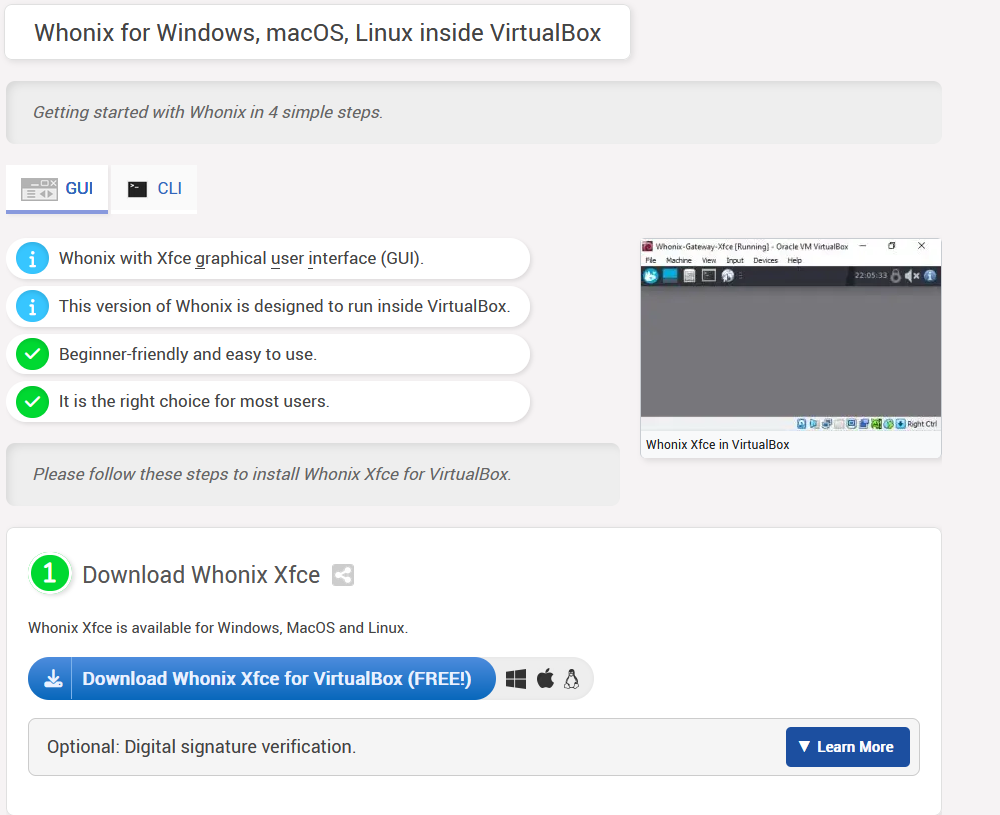 Whonix for Windows, macOS, Linux inside VirtualBox
Getting started with Whonix in 4 simple steps.
GUI
CLI
Whonix with Xfce graphical user interface (GUI).
This version of Whonix is designed to run inside VirtualBox.
Beginner-friendly and easy to use.
It is the right choice for most users.
Whonix-Gateway-Xfce [Running] - Oracle VM VirtualBox
File Machine View Input Devices Help
22:05:33
Right Ctrl
Whonix Xfce in VirtualBox
Please follow these steps to install Whonix Xfce for VirtualBox.
1 Download Whonix Xfce
Whonix Xfce is available for Windows, MacOS and Linux.
Download Whonix Xfce for VirtualBox (FREE!)
Optional: Digital signature verification.
▼ Learn More